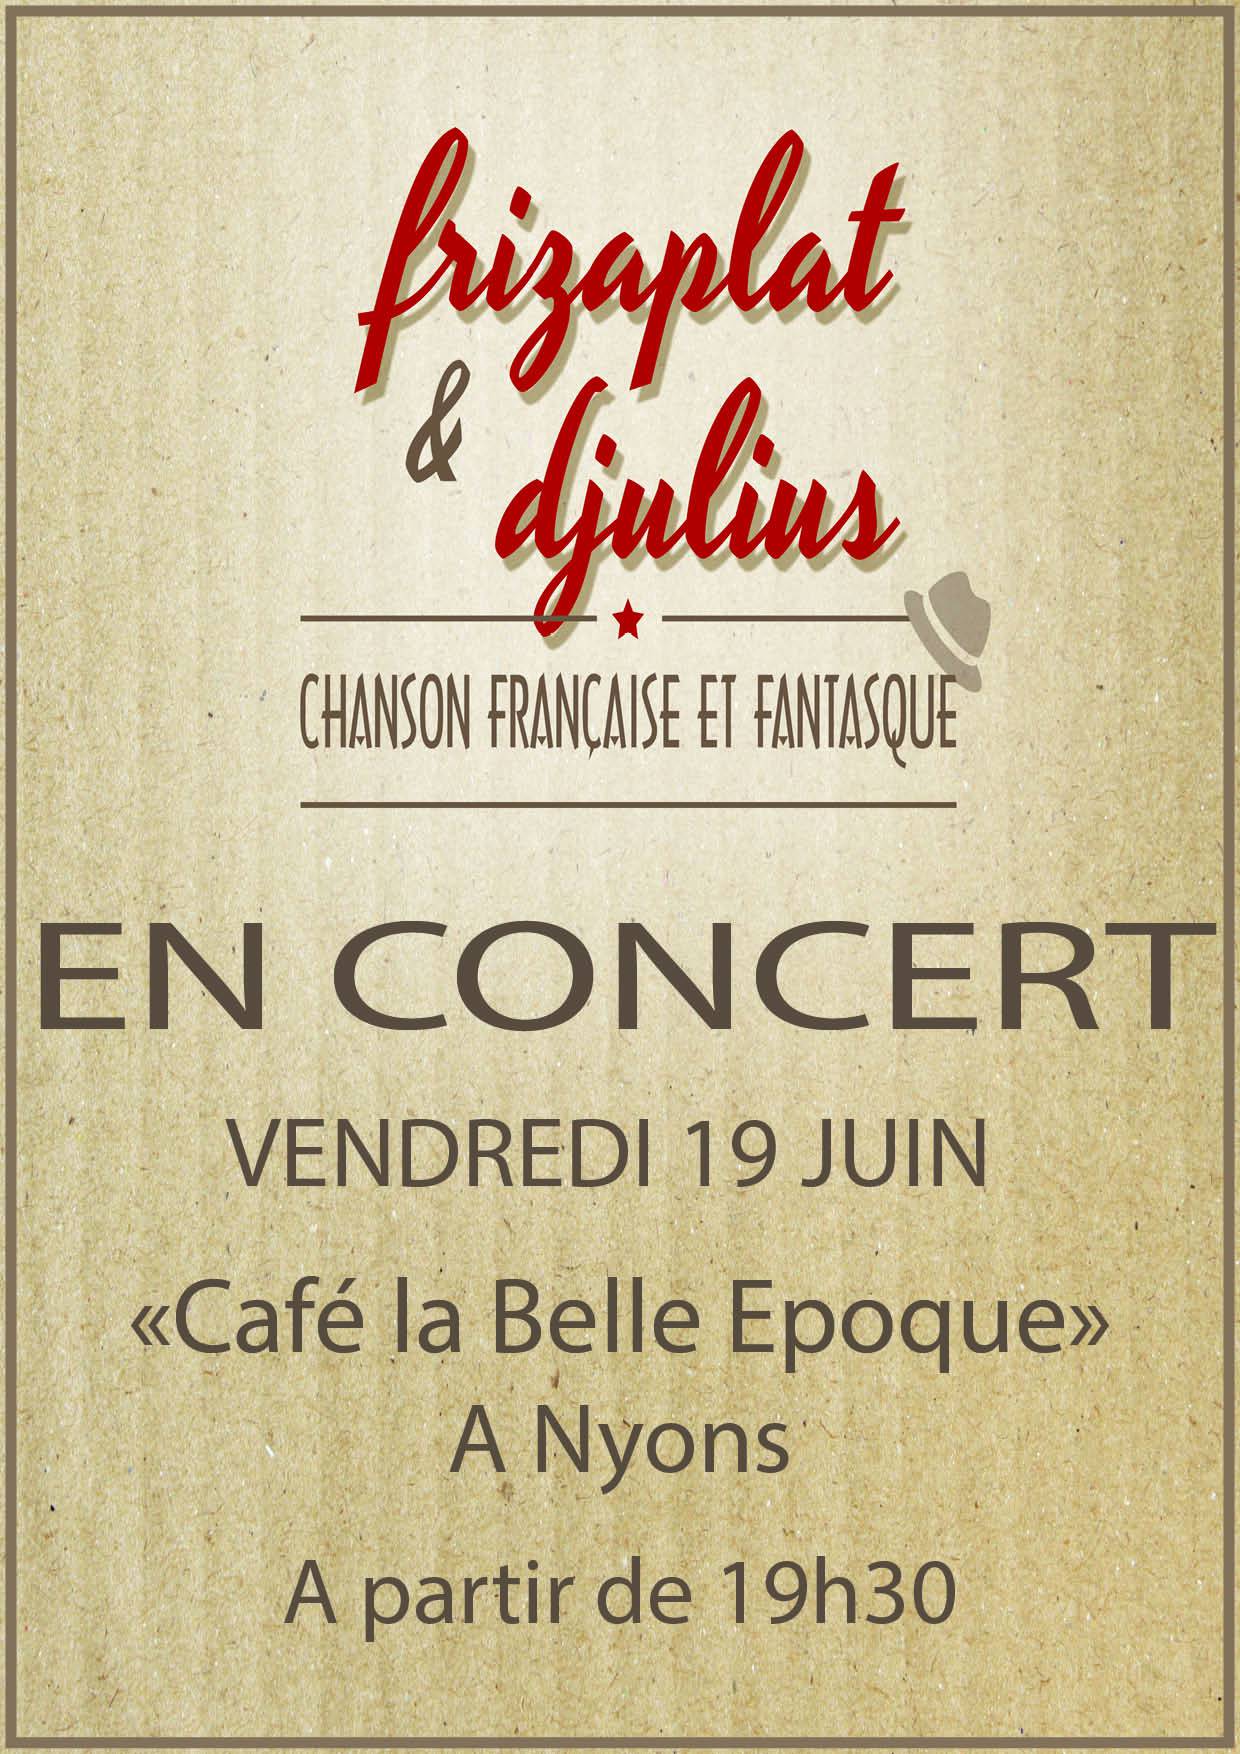 frizaplat
& djulius
CHANSON FRANÇAISE ET FANTASQUE
EN CONCERT
VENDREDI 19 JUIN
«Café la Belle Epoque»
A Nyons
A partir de 19h30